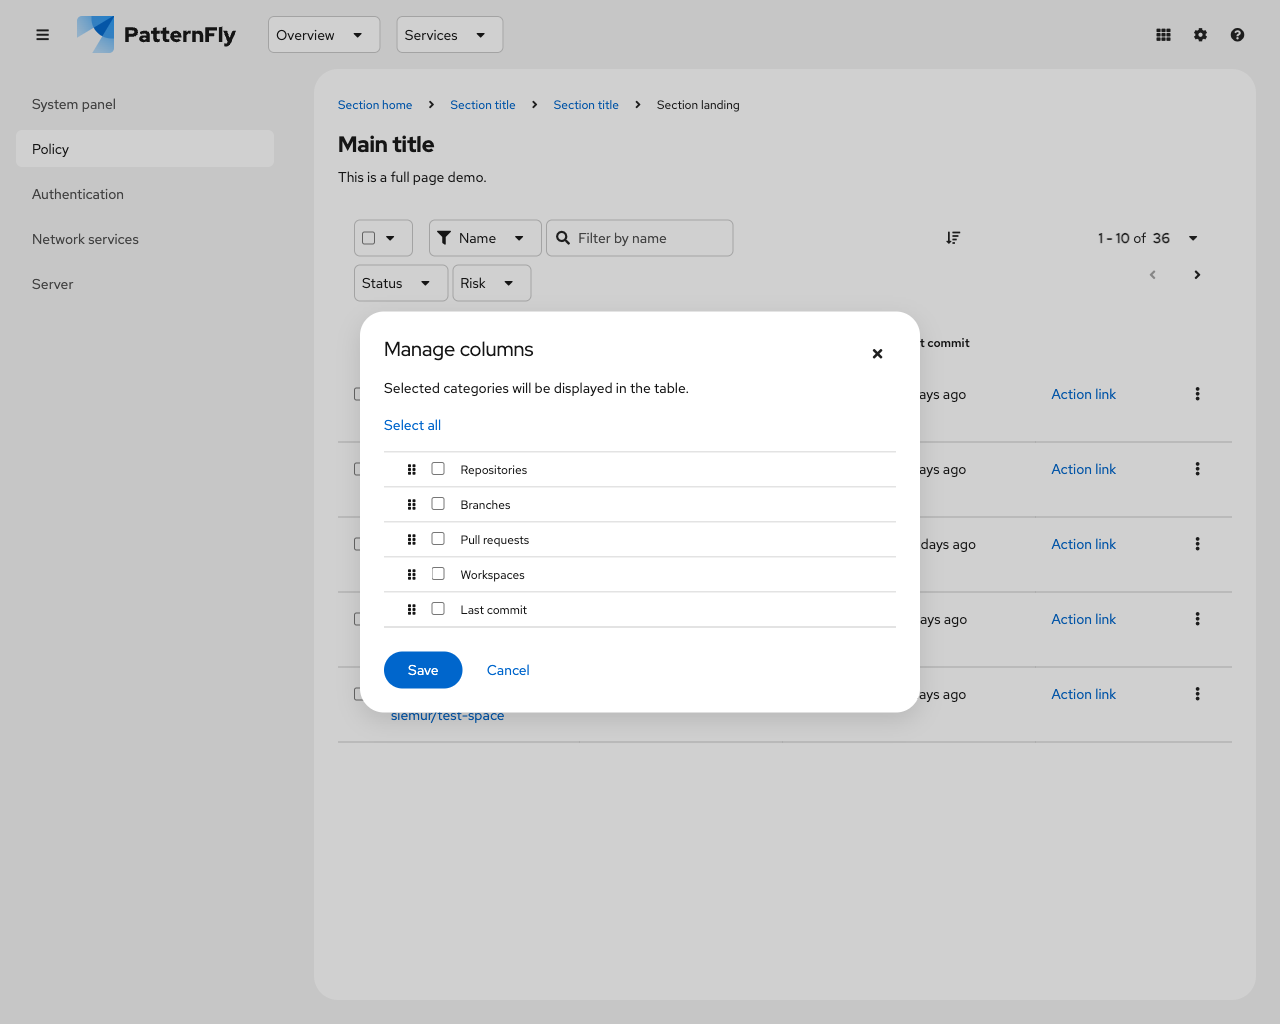 PatternFly
Overview
Services
System panel
Policy
Authentication
Network services
Server
Section home
Section title
Section title
Section landing
Main title
This is a full page demo.
Name
Filter by name
1 - 10 of 36
Status
Risk
commit
Manage columns
Selected categories will be displayed in the table.
Select all
Repositories
Branches
Pull requests
Workspaces
Last commit
Save
Cancel
ago
Action link
ago
Action link
days ago
Action link
ago
Action link
ago
Action link
siemur/test-space